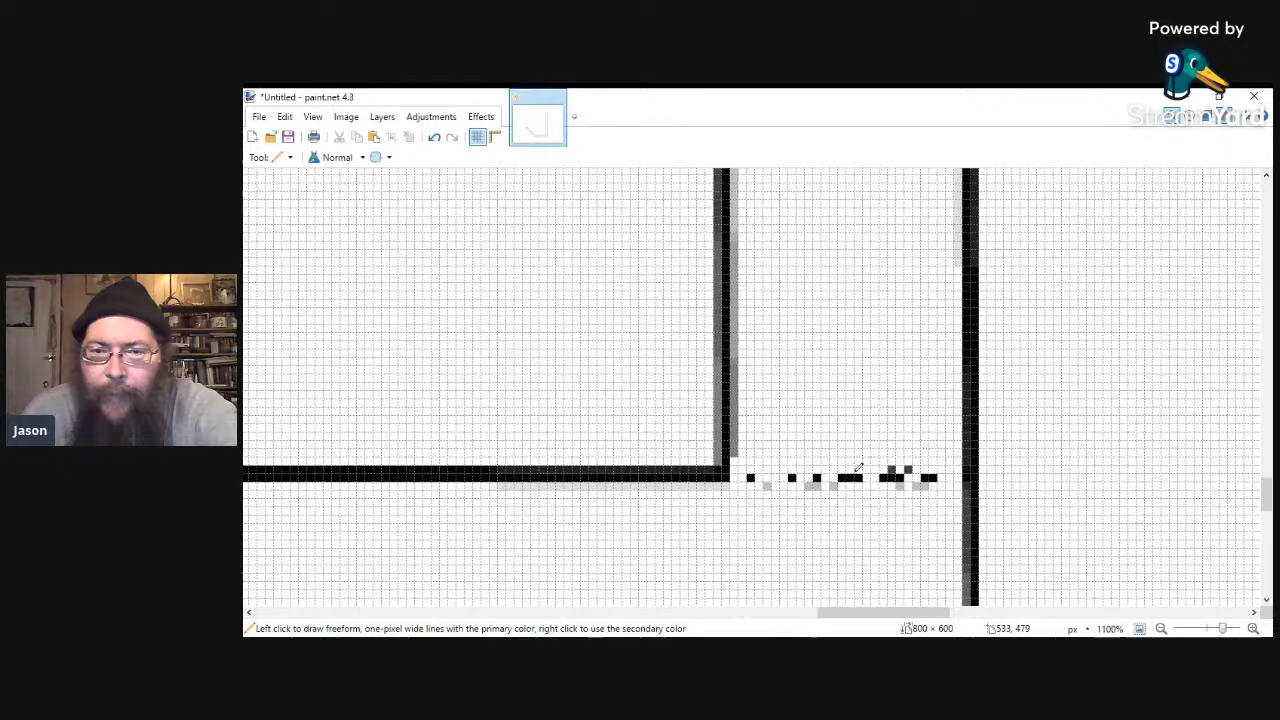 Powered by
StreamYard
*Untitled - paint.net 4.3
File Edit View Image Layers Adjustments Effects
Tool: Normal
Jason
Left click to draw freeform, one-pixel wide lines with the primary color, right click to use the secondary color
800 × 600
533, 479
px
1100%